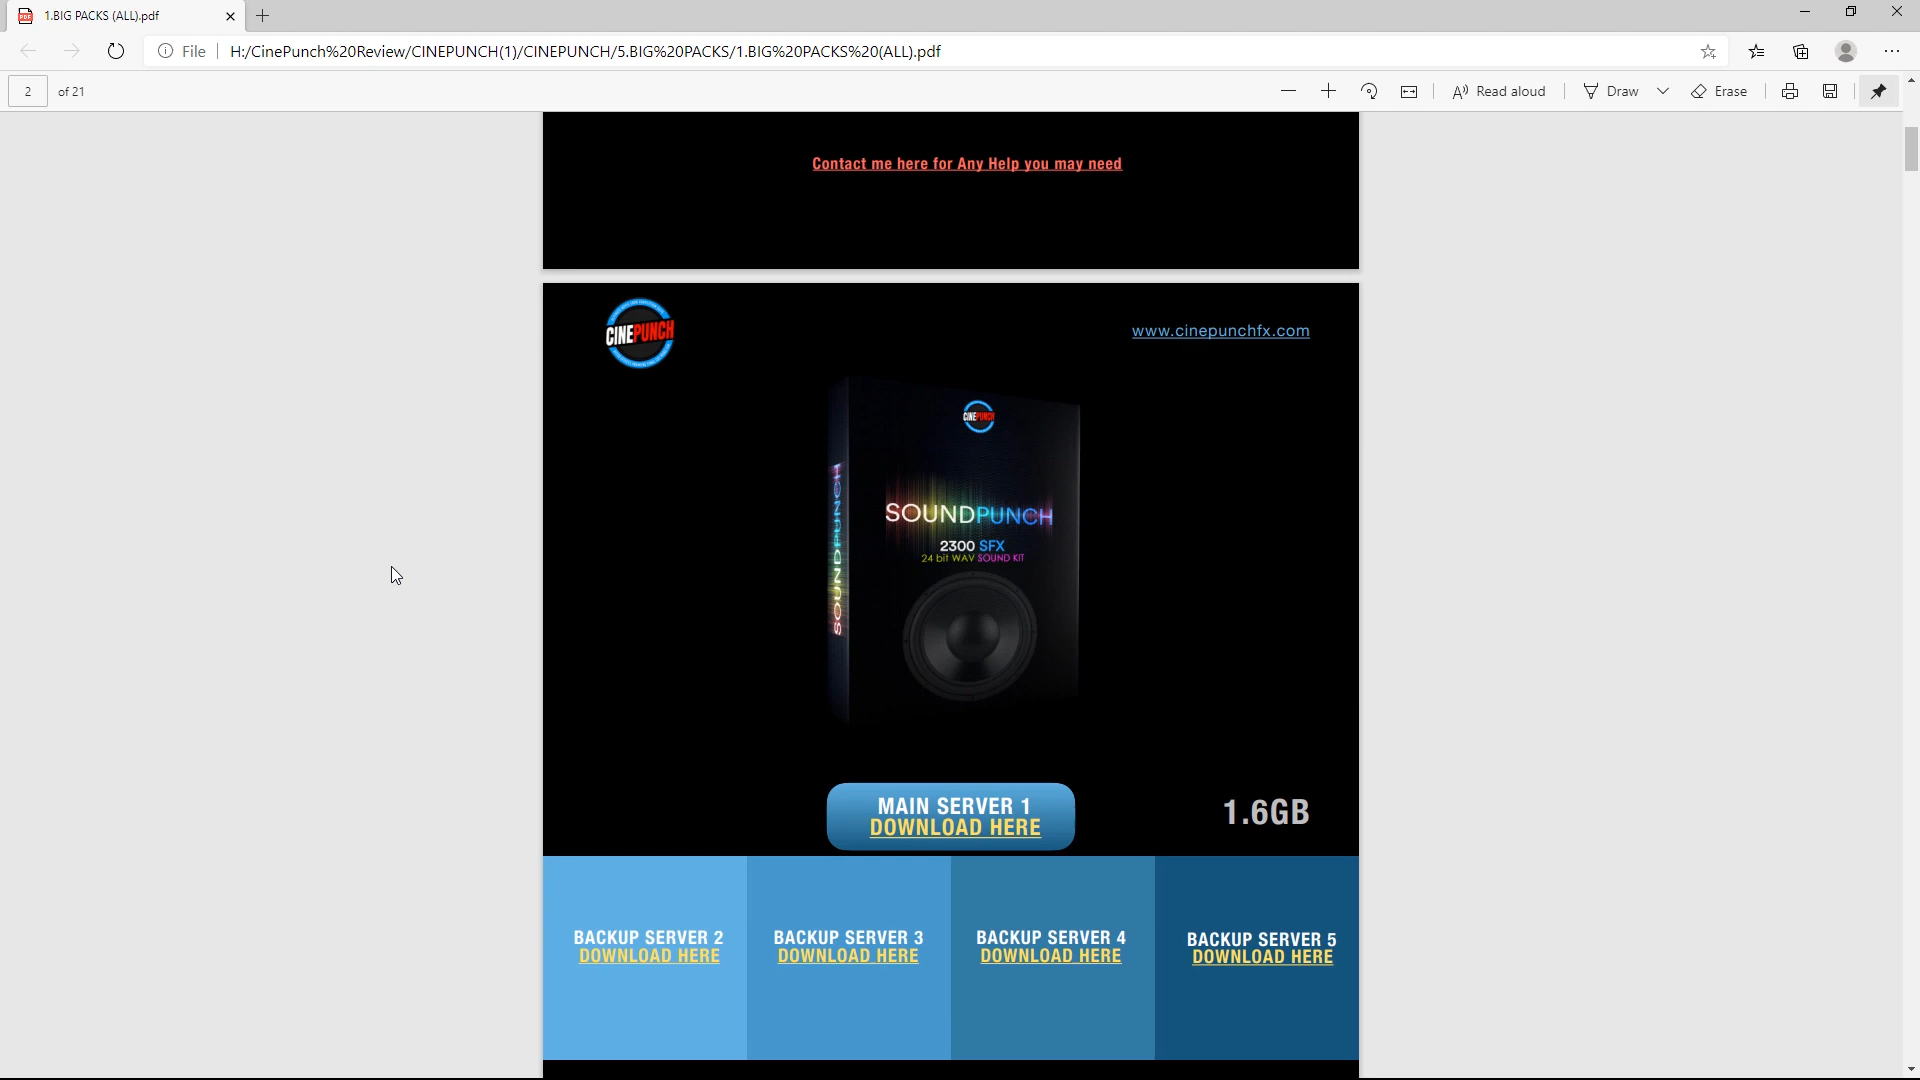 1.BIG PACKS (ALL).pdf
File
H:/CinePunch%20Review/CINEPUNCH(1)/CINEPUNCH/5.BIG%20PACKS/1.BIG%20PACKS%20(ALL).pdf
2 of 21
Read aloud
Draw
Erase
Contact me here for Any Help you may need
CINEPUNCH
www.cinepunchfx.com
CINEPUNCH
SOUNDPUNCH
SOUNDPUNCH
2300 SFX
24 bit WAV SOUND KIT
MAIN SERVER 1
DOWNLOAD HERE
1.6GB
BACKUP SERVER 2
DOWNLOAD HERE
BACKUP SERVER 3
DOWNLOAD HERE
BACKUP SERVER 4
DOWNLOAD HERE
BACKUP SERVER 5
DOWNLOAD HERE